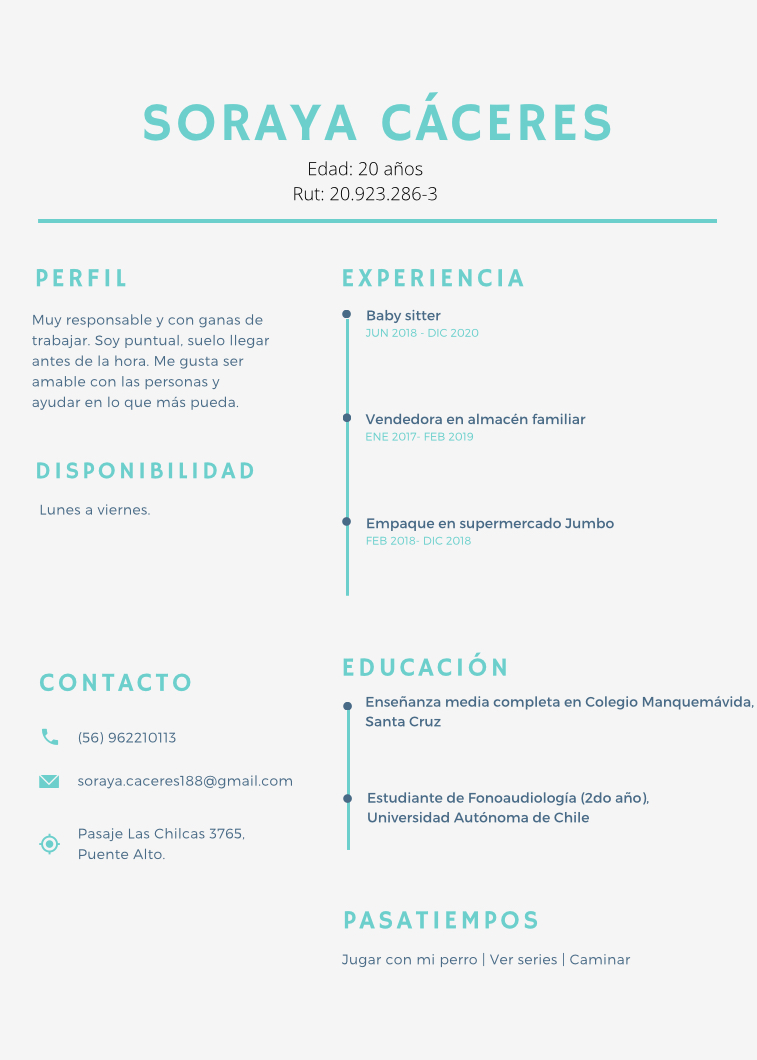 SORAYA CÁCERES
Edad: 20 años
Rut: 20.923.286-3
PERFIL
Muy responsable y con ganas de
trabajar. Soy puntual, suelo llegar
antes de la hora. Me gusta ser
amable con las personas y
ayudar en lo que más pueda.
DISPONIBILIDAD
Lunes a viernes.
CONTACTO
(56) 962210113
soraya.caceres188@gmail.com
Pasaje Las Chilcas 3765,
Puente Alto.
EXPERIENCIA
Baby sitter
JUN 2018 - DIC 2020
Vendedora en almacén familiar
ENE 2017- FEB 2019
Empaque en supermercado Jumbo
FEB 2018- DIC 2018
EDUCACIÓN
Enseñanza media completa en Colegio Manquemávida,
Santa Cruz
Estudiante de Fonoaudiología (2do año),
Universidad Autónoma de Chile
PASATIEMPOS
Jugar con mi perro | Ver series | Caminar